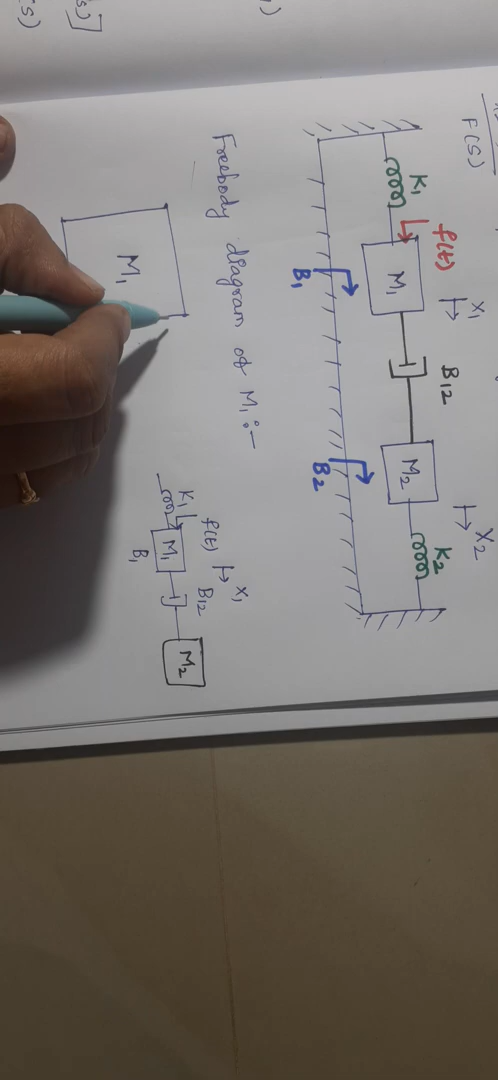 F(S)
K1
f(t)
X1
M1
B12
M2
X2
K2
B1
B2
Freebody diagram of M1:-
M1
K1
f(t)
X1
M1
B1
B12
M2